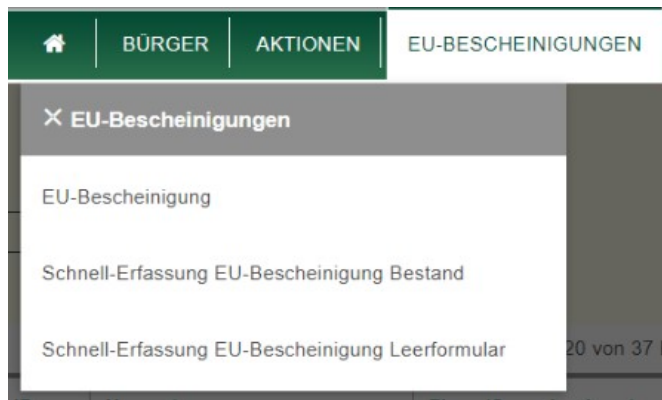 BÜRGER AKTIONEN EU-BESCHEINIGUNGEN
× EU-Bescheinigungen
EU-Bescheinigung
Schnell-Erfassung EU-Bescheinigung Bestand
Schnell-Erfassung EU-Bescheinigung Leerformular
20 von 37